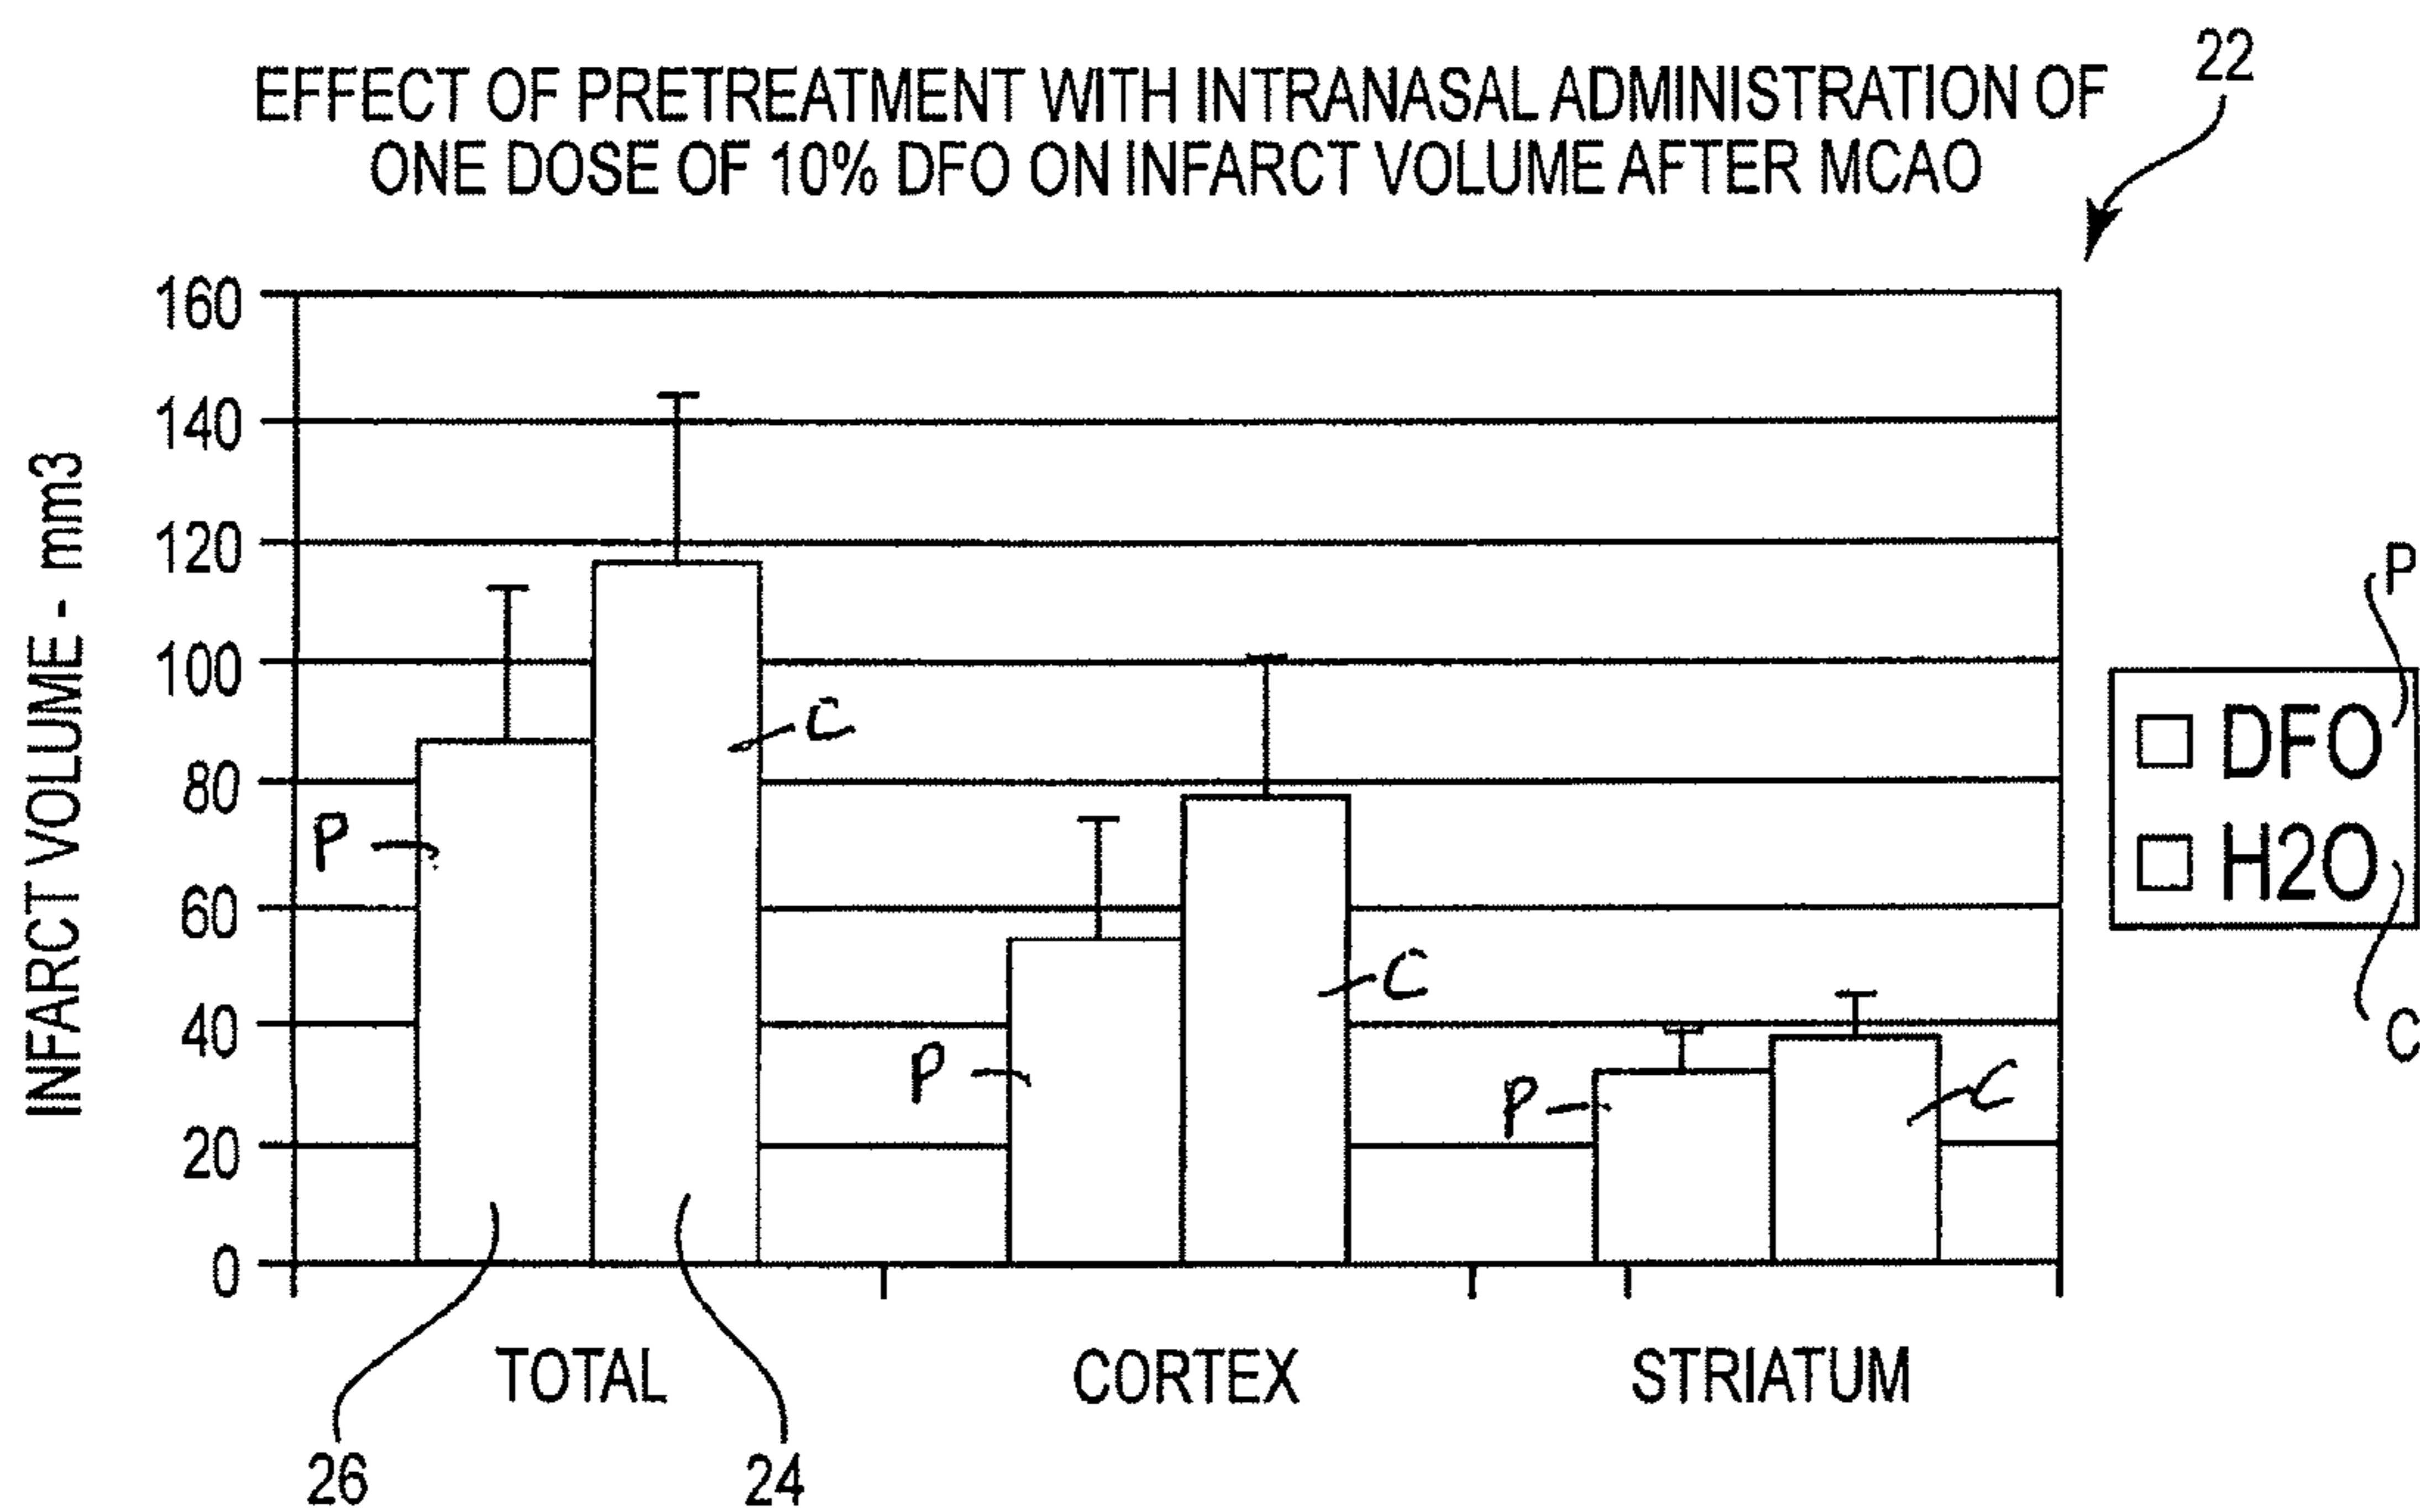 22
EFFECT OF PRETREATMENT WITH INTRANASAL ADMINISTRATION OF
ONE DOSE OF 10% DFO ON INFARCT VOLUME AFTER MCAO
INFARCT VOLUME - mm3
160
140
120
100
80
60
40
20
0
P
C
P
C
P
C
P
DFO
H2O
C
TOTAL
CORTEX
STRIATUM
26
24